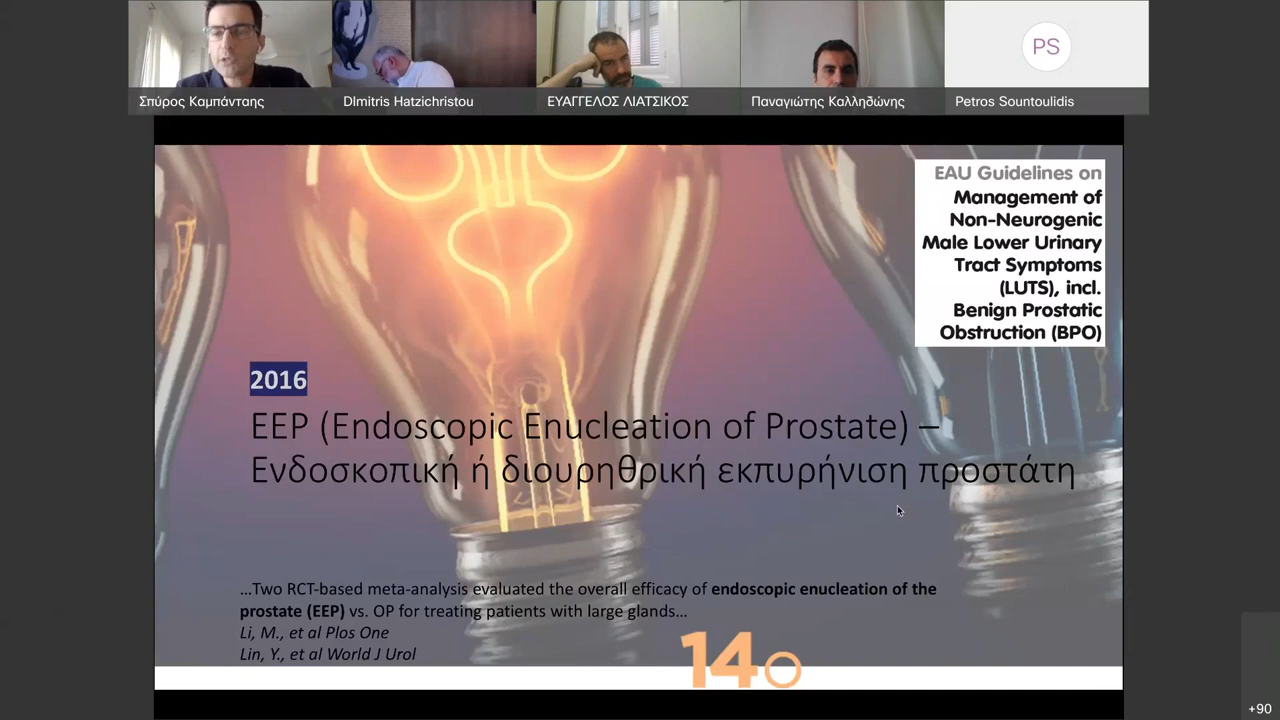 Σπύρος Καμπάνταης
DImitris Hatzichristou
ΕΥΑΓΓΕΛΟΣ ΛΙΑΤΣΙΚΟΣ
Παναγιώτης Καλληδώνης
PS
Petros Sountoulidis
EAU Guidelines on
Management of
Non-Neurogenic
Male Lower Urinary
Tract Symptoms
(LUTS), incl.
Benign Prostatic
Obstruction (BPO)
2016
EEP (Endoscopic Enucleation of Prostate) –
Ενδοσκοπική ή διουρηθρική εκπυρήνιση προστάτη
...Two RCT-based meta-analysis evaluated the overall efficacy of endoscopic enucleation of the
prostate (EEP) vs. OP for treating patients with large glands...
Li, M., et al Plos One
Lin, Y., et al World J Urol
14ο
+90